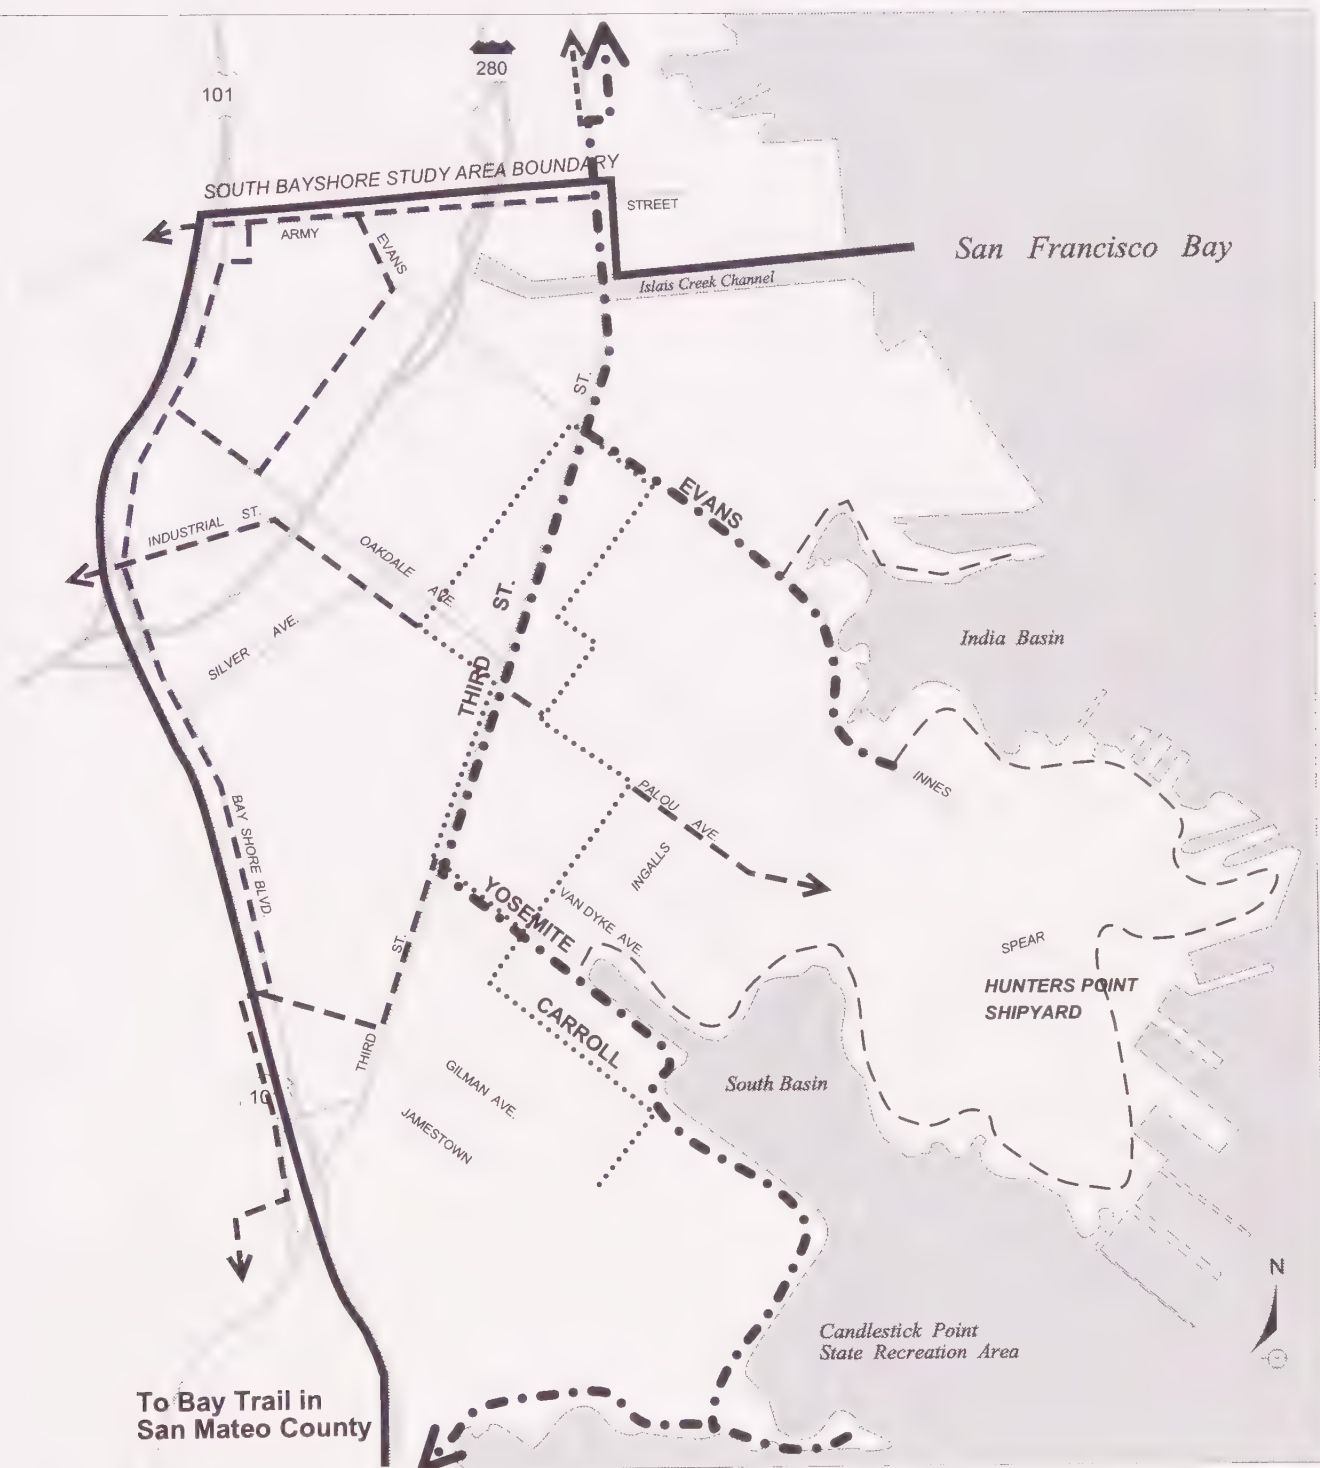 280
101
SOUTH BAYSHORE STUDY AREA BOUNDARY
STREET
ARMY
EVANS
San Francisco Bay
Islais Creek Channel
ST.
EVANS
INDUSTRIAL ST.
OAKDALE AVE.
ST.
THIRD
SILVER AVE.
India Basin
INNES
PALOU AVE.
BAY SHORE BLVD.
INGALLS
VAN DYKE AVE.
YOSEMITE
ST.
SPEAR
HUNTERS POINT
SHIPYARD
CARROLL
THIRD
GILMAN AVE.
South Basin
JAMESTOWN
N
Candlestick Point
State Recreation Area
To Bay Trail in
San Mateo County